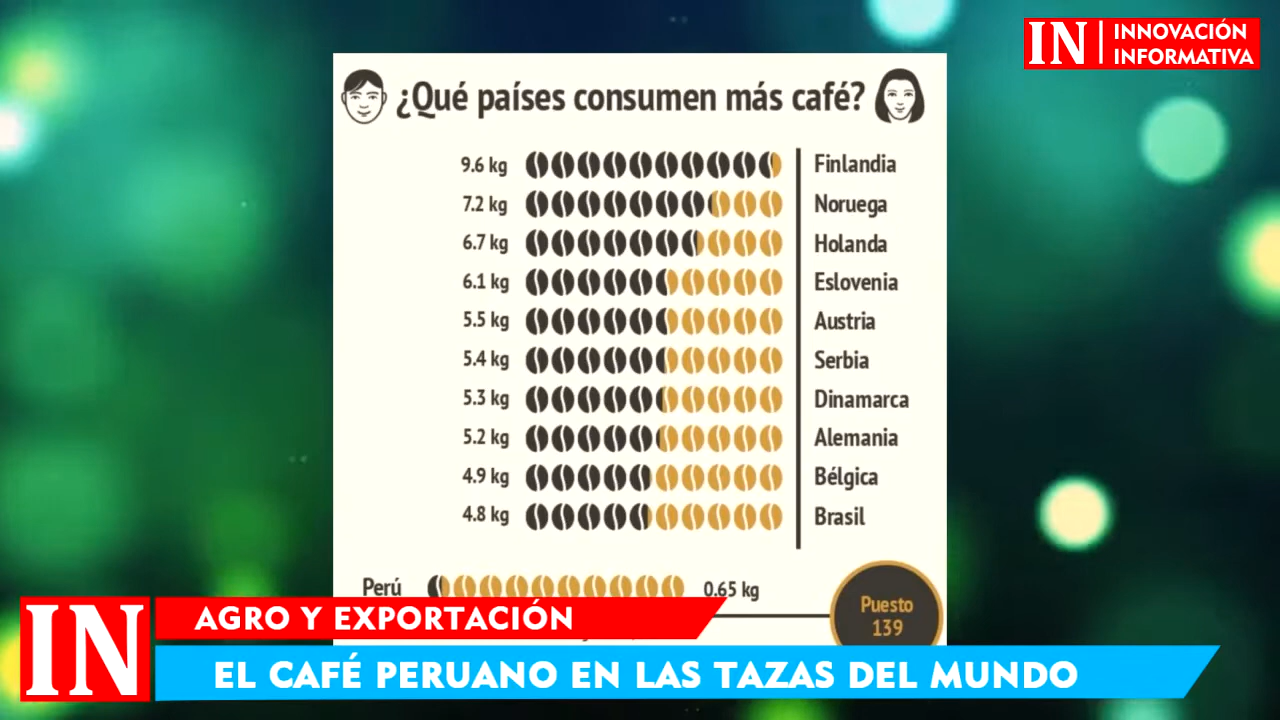 IN | INNOVACIÓN
INFORMATIVA
¿Qué países consumen más café?
9.6 kg Finlandia
7.2 kg Noruega
6.7 kg Holanda
6.1 kg Eslovenia
5.5 kg Austria
5.4 kg Serbia
5.3 kg Dinamarca
5.2 kg Alemania
4.9 kg Bélgica
4.8 kg Brasil
Perú 0.65 kg
Puesto
139
IN
AGRO Y EXPORTACIÓN
EL CAFÉ PERUANO EN LAS TAZAS DEL MUNDO